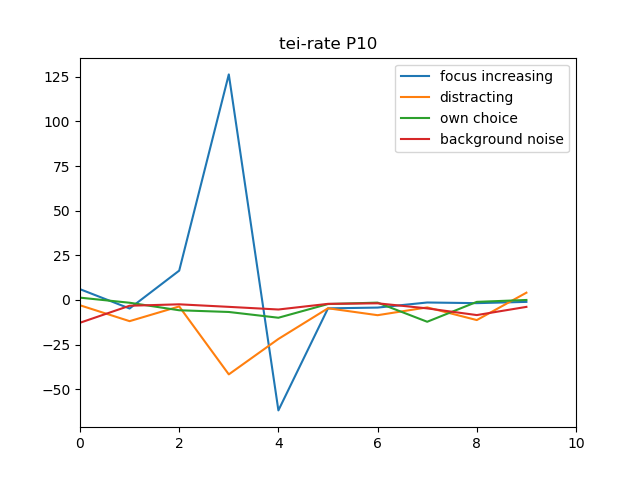 tei-rate P10
focus increasing
distracting
own choice
background noise
125
100
75
50
25
0
−25
−50
0 2 4 6 8 10